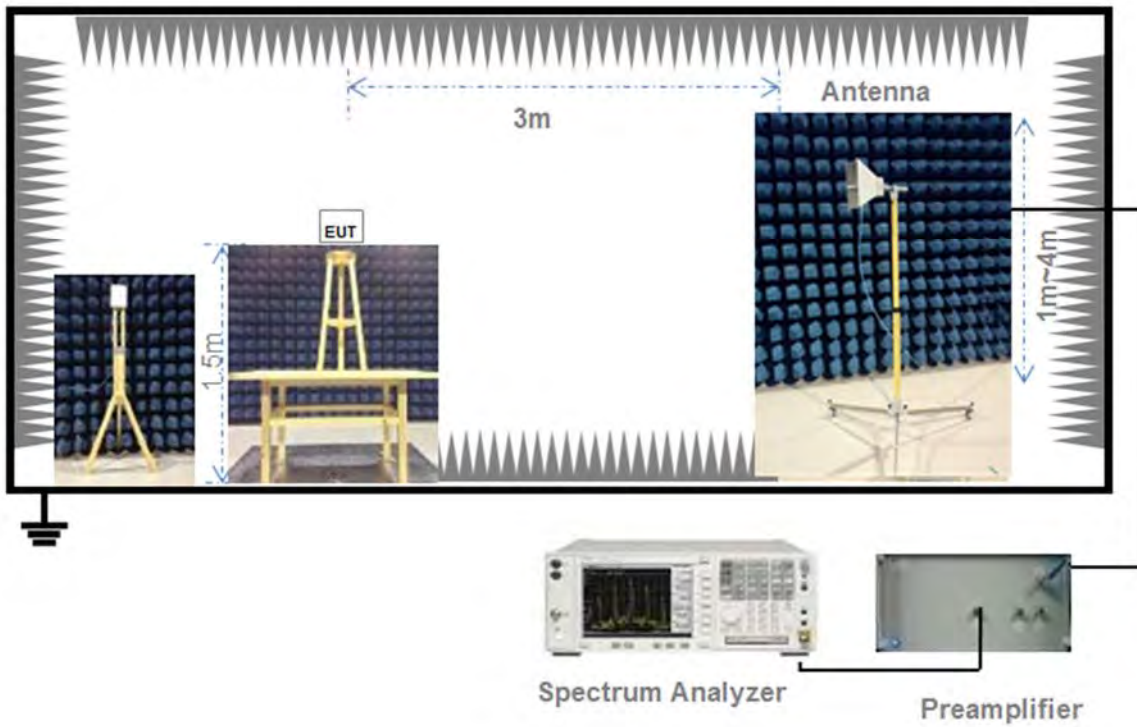 Antenna
3m
EUT
1.5m
1m~4m
Spectrum Analyzer
Preamplifier